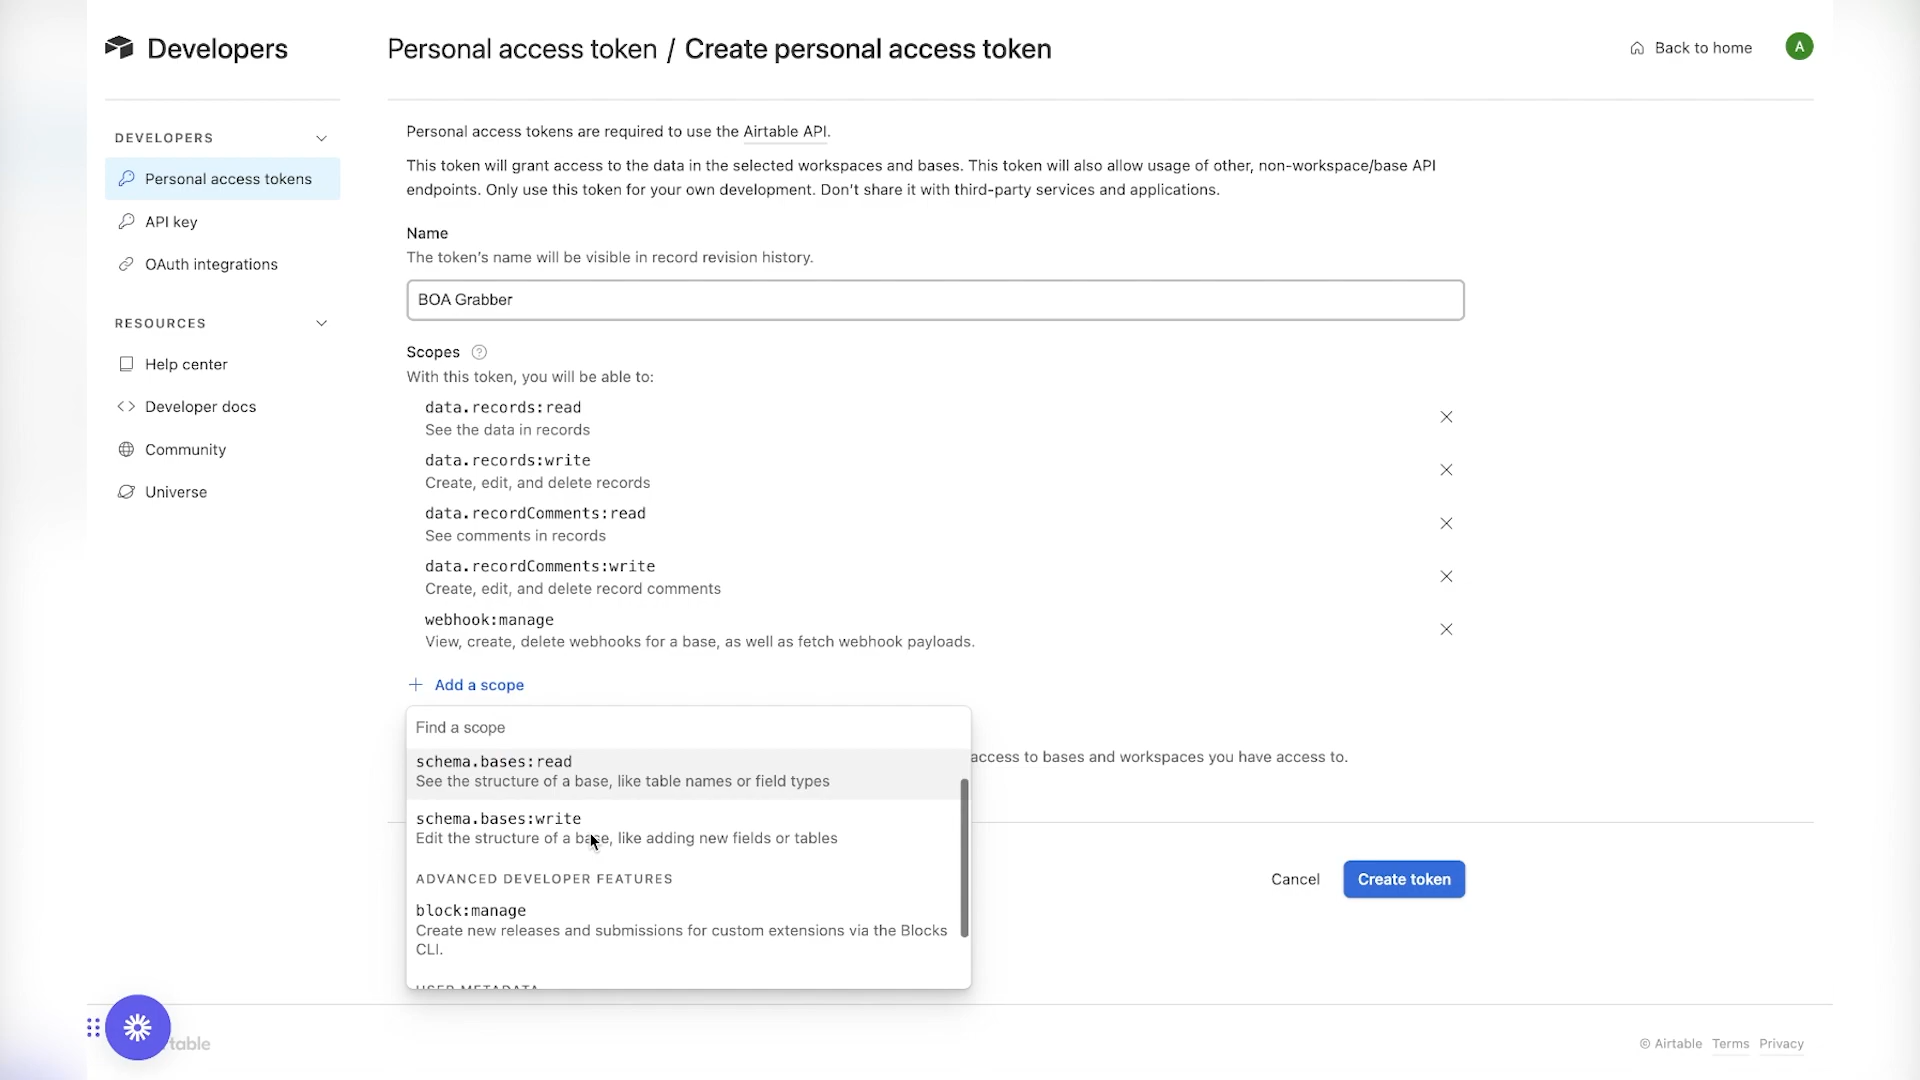 Developers
Personal access token / Create personal access token
Back to home
A
DEVELOPERS
Personal access tokens
API key
OAuth integrations
RESOURCES
Help center
Developer docs
Community
Universe
Personal access tokens are required to use the Airtable API.
This token will grant access to the data in the selected workspaces and bases. This token will also allow usage of other, non-workspace/base API
endpoints. Only use this token for your own development. Don't share it with third-party services and applications.
Name
The token's name will be visible in record revision history.
BOA Grabber
Scopes ?
With this token, you will be able to:
data.records:read
See the data in records
data.records:write
Create, edit, and delete records
data.recordComments:read
See comments in records
data.recordComments:write
Create, edit, and delete record comments
webhook:manage
View, create, delete webhooks for a base, as well as fetch webhook payloads.
+ Add a scope
Find a scope
access to bases and workspaces you have access to.
schema.bases:read
See the structure of a base, like table names or field types
schema.bases:write
Edit the structure of a base, like adding new fields or tables
ADVANCED DEVELOPER FEATURES
block:manage
Create new releases and submissions for custom extensions via the Blocks
CLI.
USER METADATA
Cancel
Create token
table
© Airtable Terms Privacy